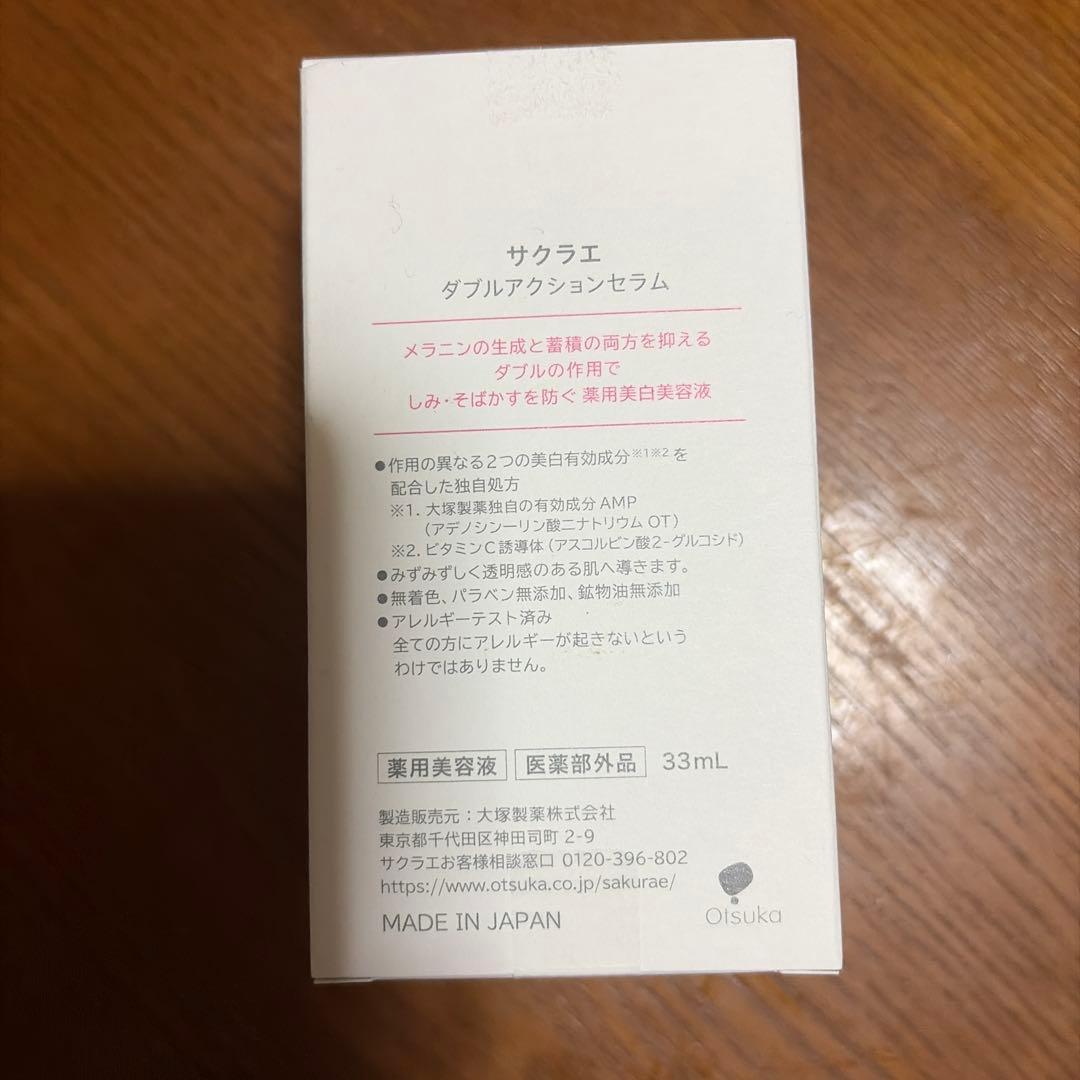 サクラエ
ダブルアクションセラム
メラニンの生成と蓄積の両方を抑える
ダブルの作用で
しみ・そばかすを防ぐ 薬用美白美容液
●作用の異なる2つの美白有効成分※1※2を
配合した独自処方
※1. 大塚製薬独自の有効成分 AMP
(アデノシン一リン酸二ナトリウム OT)
※2. ビタミンC誘導体 (アスコルビン酸2-グルコシド)
●みずみずしく透明感のある肌へ導きます。
●無着色、パラベン無添加、鉱物油無添加
●アレルギーテスト済み
全ての方にアレルギーが起きないという
わけではありません。
薬用美容液 医薬部外品 33mL
製造販売元：大塚製薬株式会社
東京都千代田区神田司町 2-9
サクラエお客様相談窓口 0120-396-802
https://www.otsuka.co.jp/sakurae/
MADE IN JAPAN
Otsuka